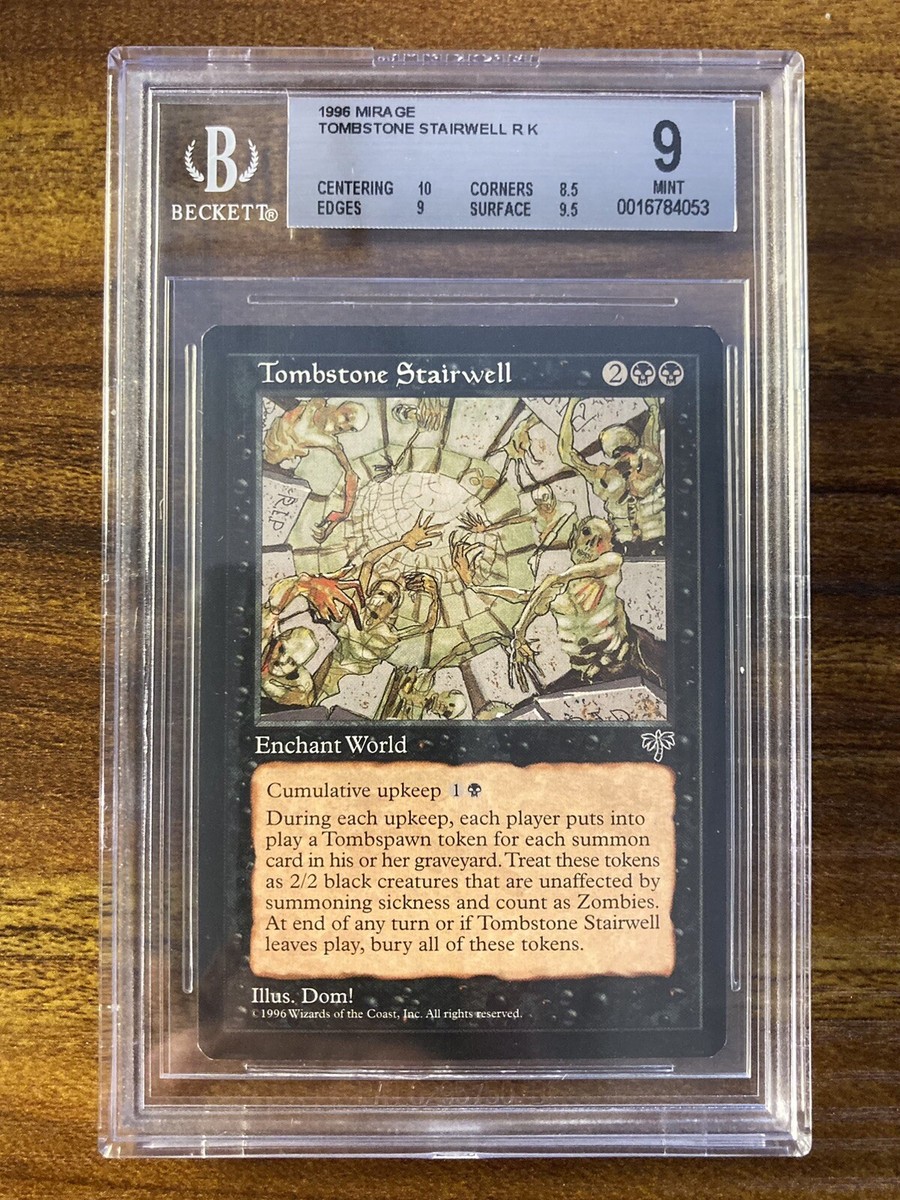 BECKETT
1996 MIRAGE
TOMBSTONE STAIRWELL R K
CENTERING 10 CORNERS 8.5
EDGES 9 SURFACE 9.5
9
MINT
0016784053
B
BECKETT®
Tombstone Stairwell 2
R.I.P
Enchant World
Cumulative upkeep 1
During each upkeep, each player puts into
play a Tombspawn token for each summon
card in his or her graveyard. Treat these tokens
as 2/2 black creatures that are unaffected by
summoning sickness and count as Zombies.
At end of any turn or if Tombstone Stairwell
leaves play, bury all of these tokens.
Illus. Dom!
© 1996 Wizards of the Coast, Inc. All rights reserved.